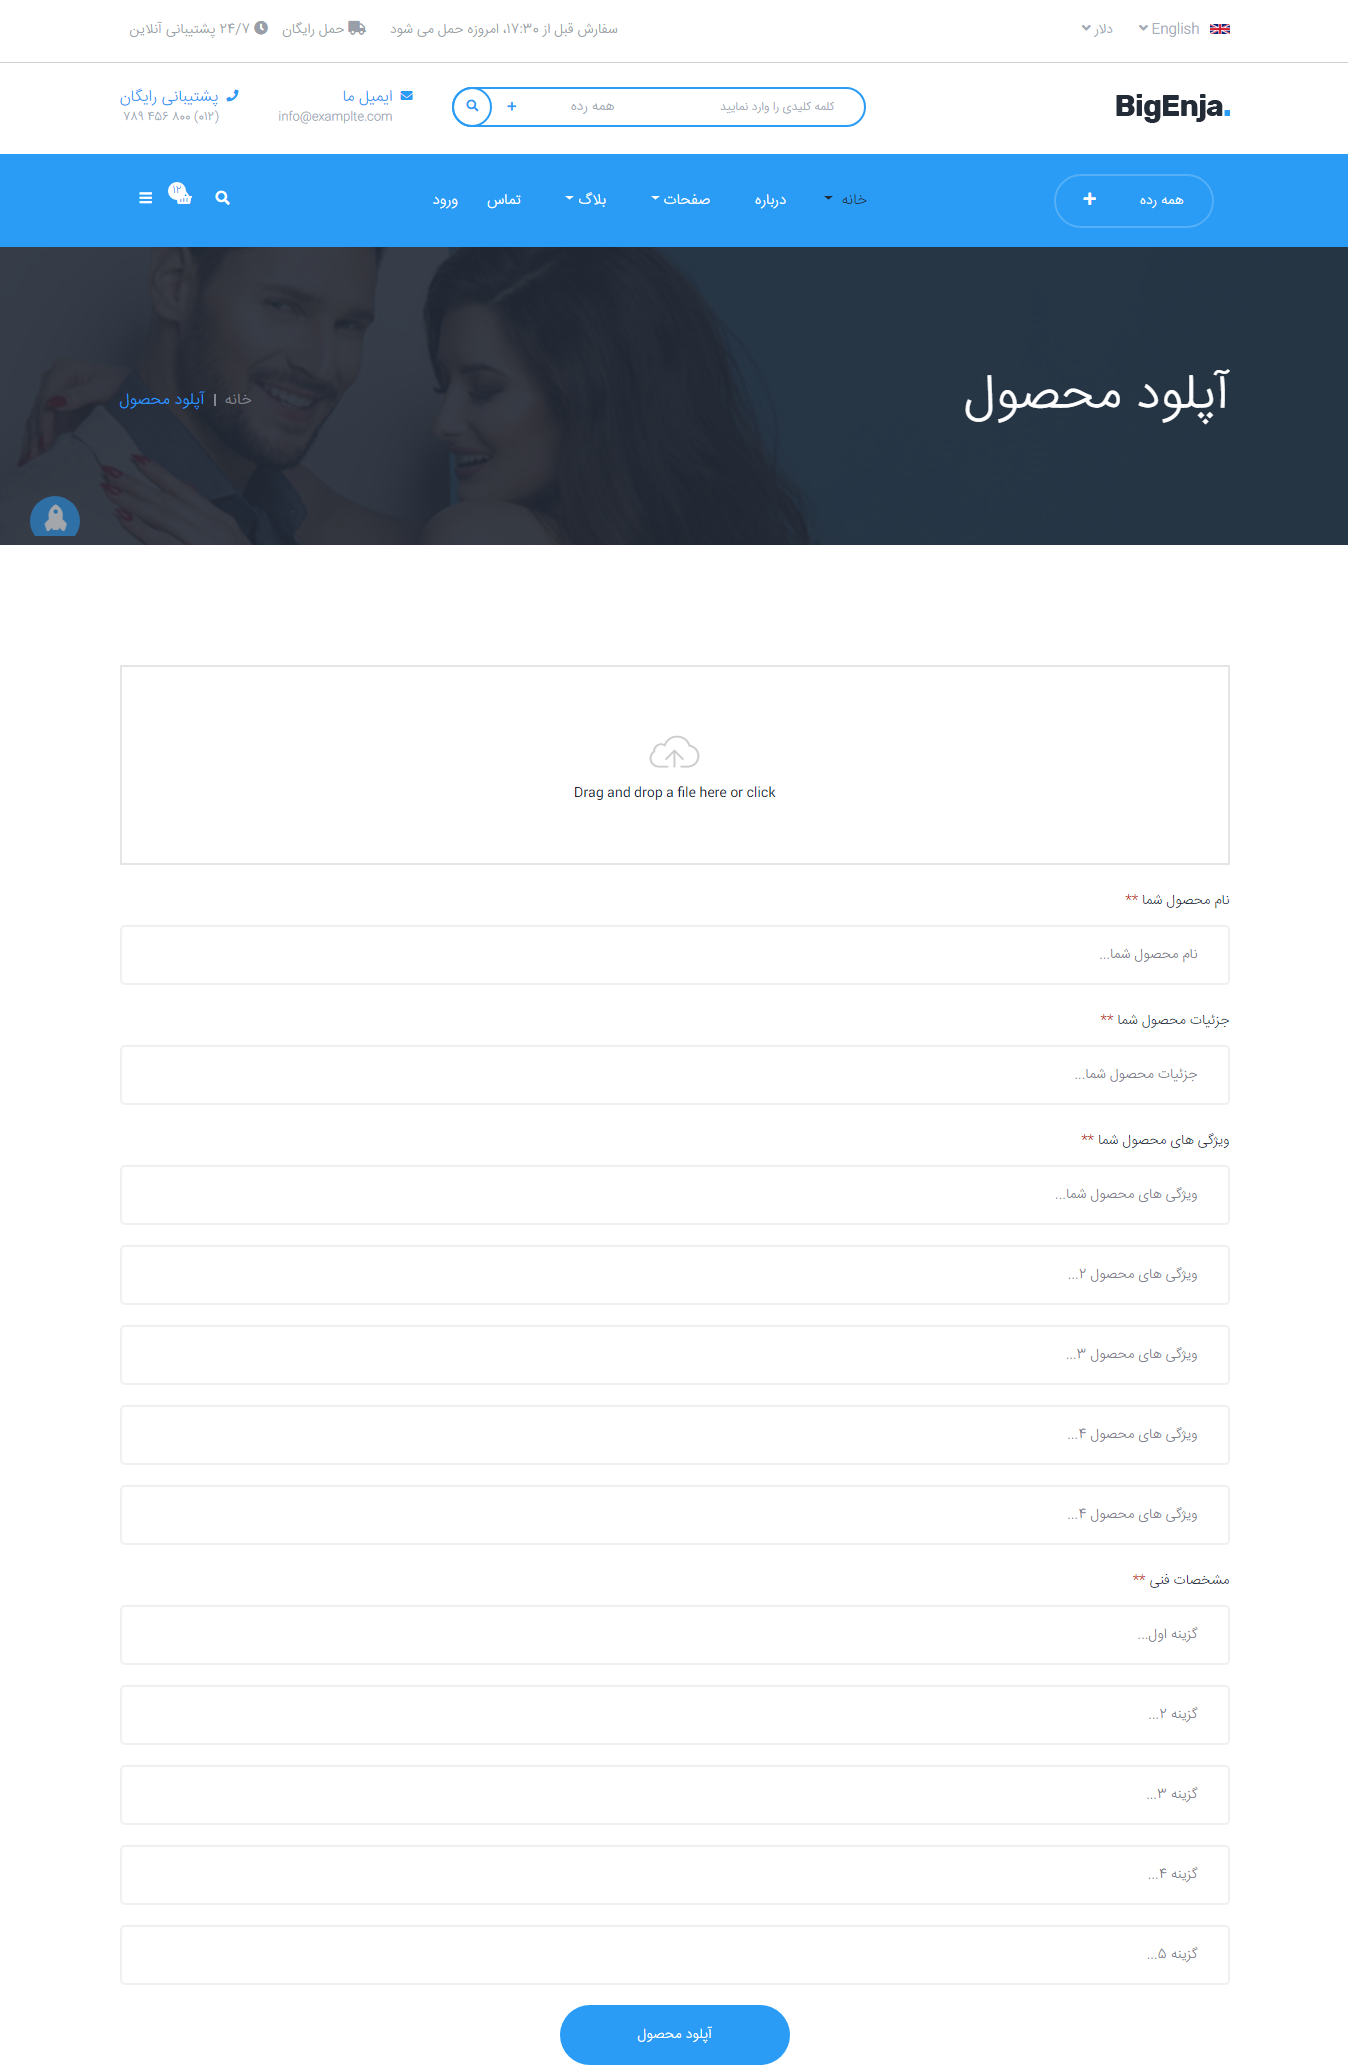 English دلار سفارش قبل از ۱۷:۳۰، امروزه حمل می شود حمل رایگان ۲۴/۷ پشتیبانی آنلاین
BigEnja. کلمه کلیدی را وارد نمایید همه رده ایمیل ما پشتیبانی رایگان
info@examplte.com (۰۱۲) ۸۰۰ ۴۵۶ ۷۸۹
همه رده خانه درباره صفحات بلاگ تماس ورود ۱۲
آپلود محصول
خانه | آپلود محصول
Drag and drop a file here or click
نام محصول شما **
نام محصول شما...
جزئیات محصول شما **
جزئیات محصول شما...
ویژگی های محصول شما **
ویژگی های محصول شما...
ویژگی های محصول ۲...
ویژگی های محصول ۳...
ویژگی های محصول ۴...
ویژگی های محصول ۴...
مشخصات فنی **
گزینه اول...
گزینه ۲...
گزینه ۳...
گزینه ۴...
گزینه ۵...
آپلود محصول